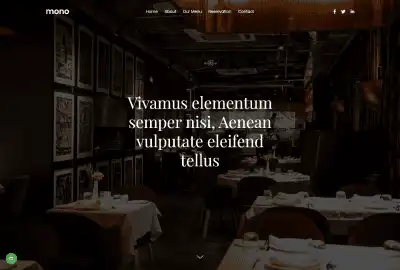 mono
Home About Our Menu Reservation Contact
Vivamus elementum
semper nisi, Aenean
vulputate eleifend
tellus